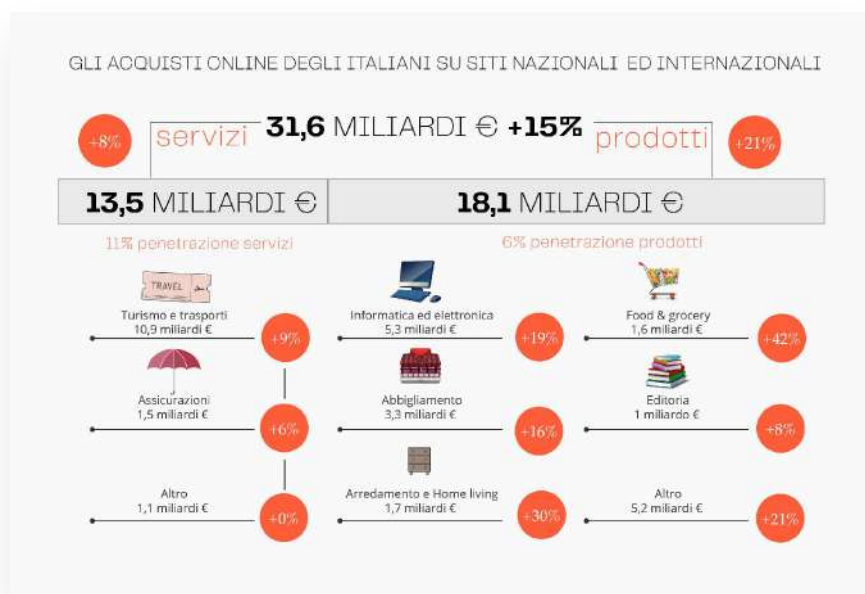 GLI ACQUISTI ONLINE DEGLI ITALIANI SU SITI NAZIONALI ED INTERNAZIONALI
+8%
servizi
31,6 MILIARDI € +15%
prodotti
+21%
13,5 MILIARDI €
18,1 MILIARDI €
11% penetrazione servizi
6% penetrazione prodotti
TRAVEL
Turismo e trasporti
10,9 miliardi €
+9%
Informatica ed elettronica
5,3 miliardi €
+19%
Food & grocery
1,6 miliardi €
+42%
Assicurazioni
1,5 miliardi €
+6%
Abbigliamento
3,3 miliardi €
+16%
Editoria
1 miliardo €
+8%
Altro
1,1 miliardi €
+0%
Arredamento e Home living
1,7 miliardi €
+30%
Altro
5,2 miliardi €
+21%